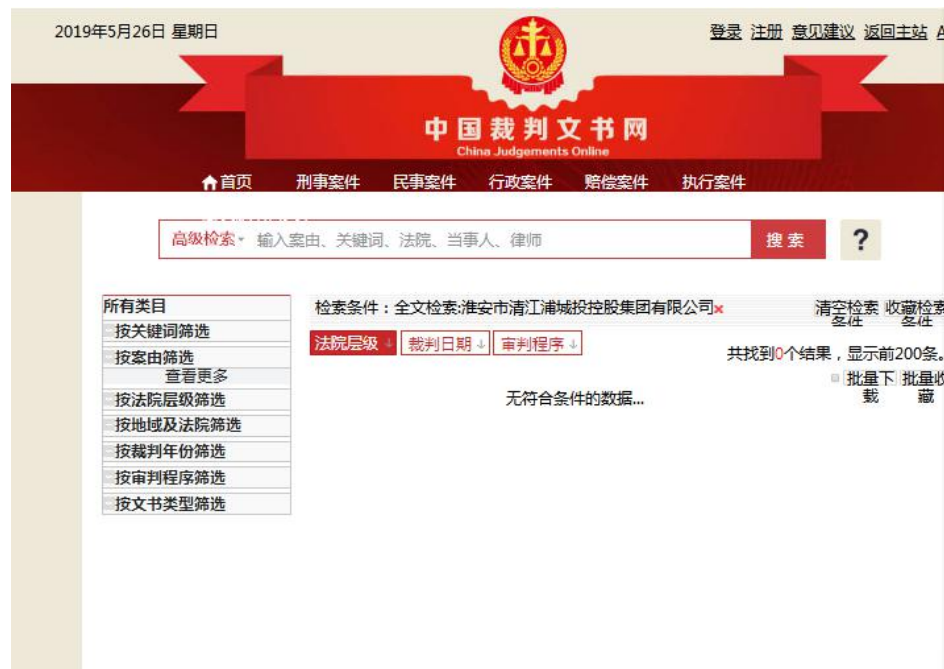 2019年5月26日 星期日
登录 注册 意见建议 返回主站
中国裁判文书网
China Judgements Online
首页 刑事案件 民事案件 行政案件 赔偿案件 执行案件
高级检索 输入案由、关键词、法院、当事人、律师 搜索 ?
所有类目
按关键词筛选
按案由筛选
查看更多
按法院层级筛选
按地域及法院筛选
按裁判年份筛选
按审判程序筛选
按文书类型筛选
检索条件：全文检索:淮安市清江浦城投控股集团有限公司×
清空检索 收藏检索
条件 条件
法院层级↓ 裁判日期↓ 审判程序↓
共找到0个结果，显示前200条。
批量下 批量收
载 藏
无符合条件的数据...